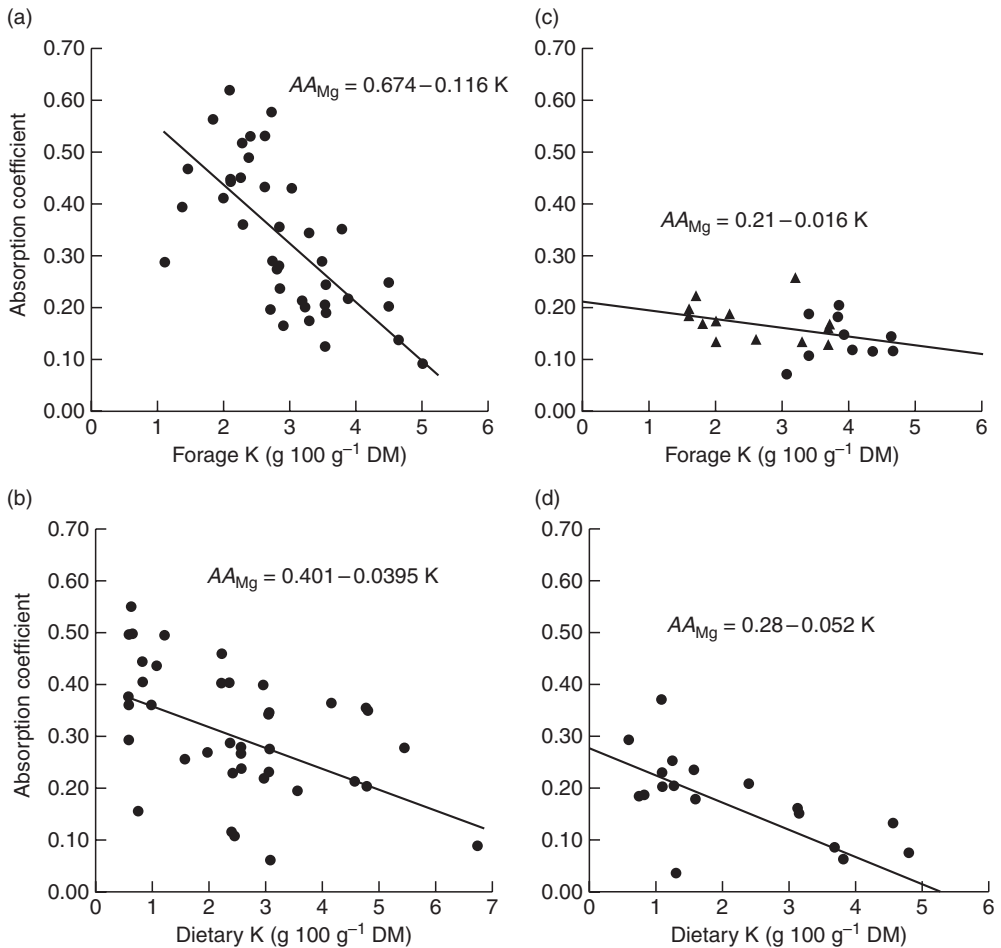 (a)
0.70
0.60
0.50
0.40
0.30
0.20
0.10
0.00
Absorption coefficient
AA_Mg = 0.674–0.116 K
0 1 2 3 4 5 6
Forage K (g 100 g⁻¹ DM)
(c)
0.70
0.60
0.50
0.40
0.30
0.20
0.10
0.00
AA_Mg = 0.21–0.016 K
0 1 2 3 4 5 6
Forage K (g 100 g⁻¹ DM)
(b)
0.70
0.60
0.50
0.40
0.30
0.20
0.10
0.00
Absorption coefficient
AA_Mg = 0.401–0.0395 K
0 1 2 3 4 5 6 7
Dietary K (g 100 g⁻¹ DM)
(d)
0.70
0.60
0.50
0.40
0.30
0.20
0.10
0.00
AA_Mg = 0.28–0.052 K
0 1 2 3 4 5 6
Dietary K (g 100 g⁻¹ DM)